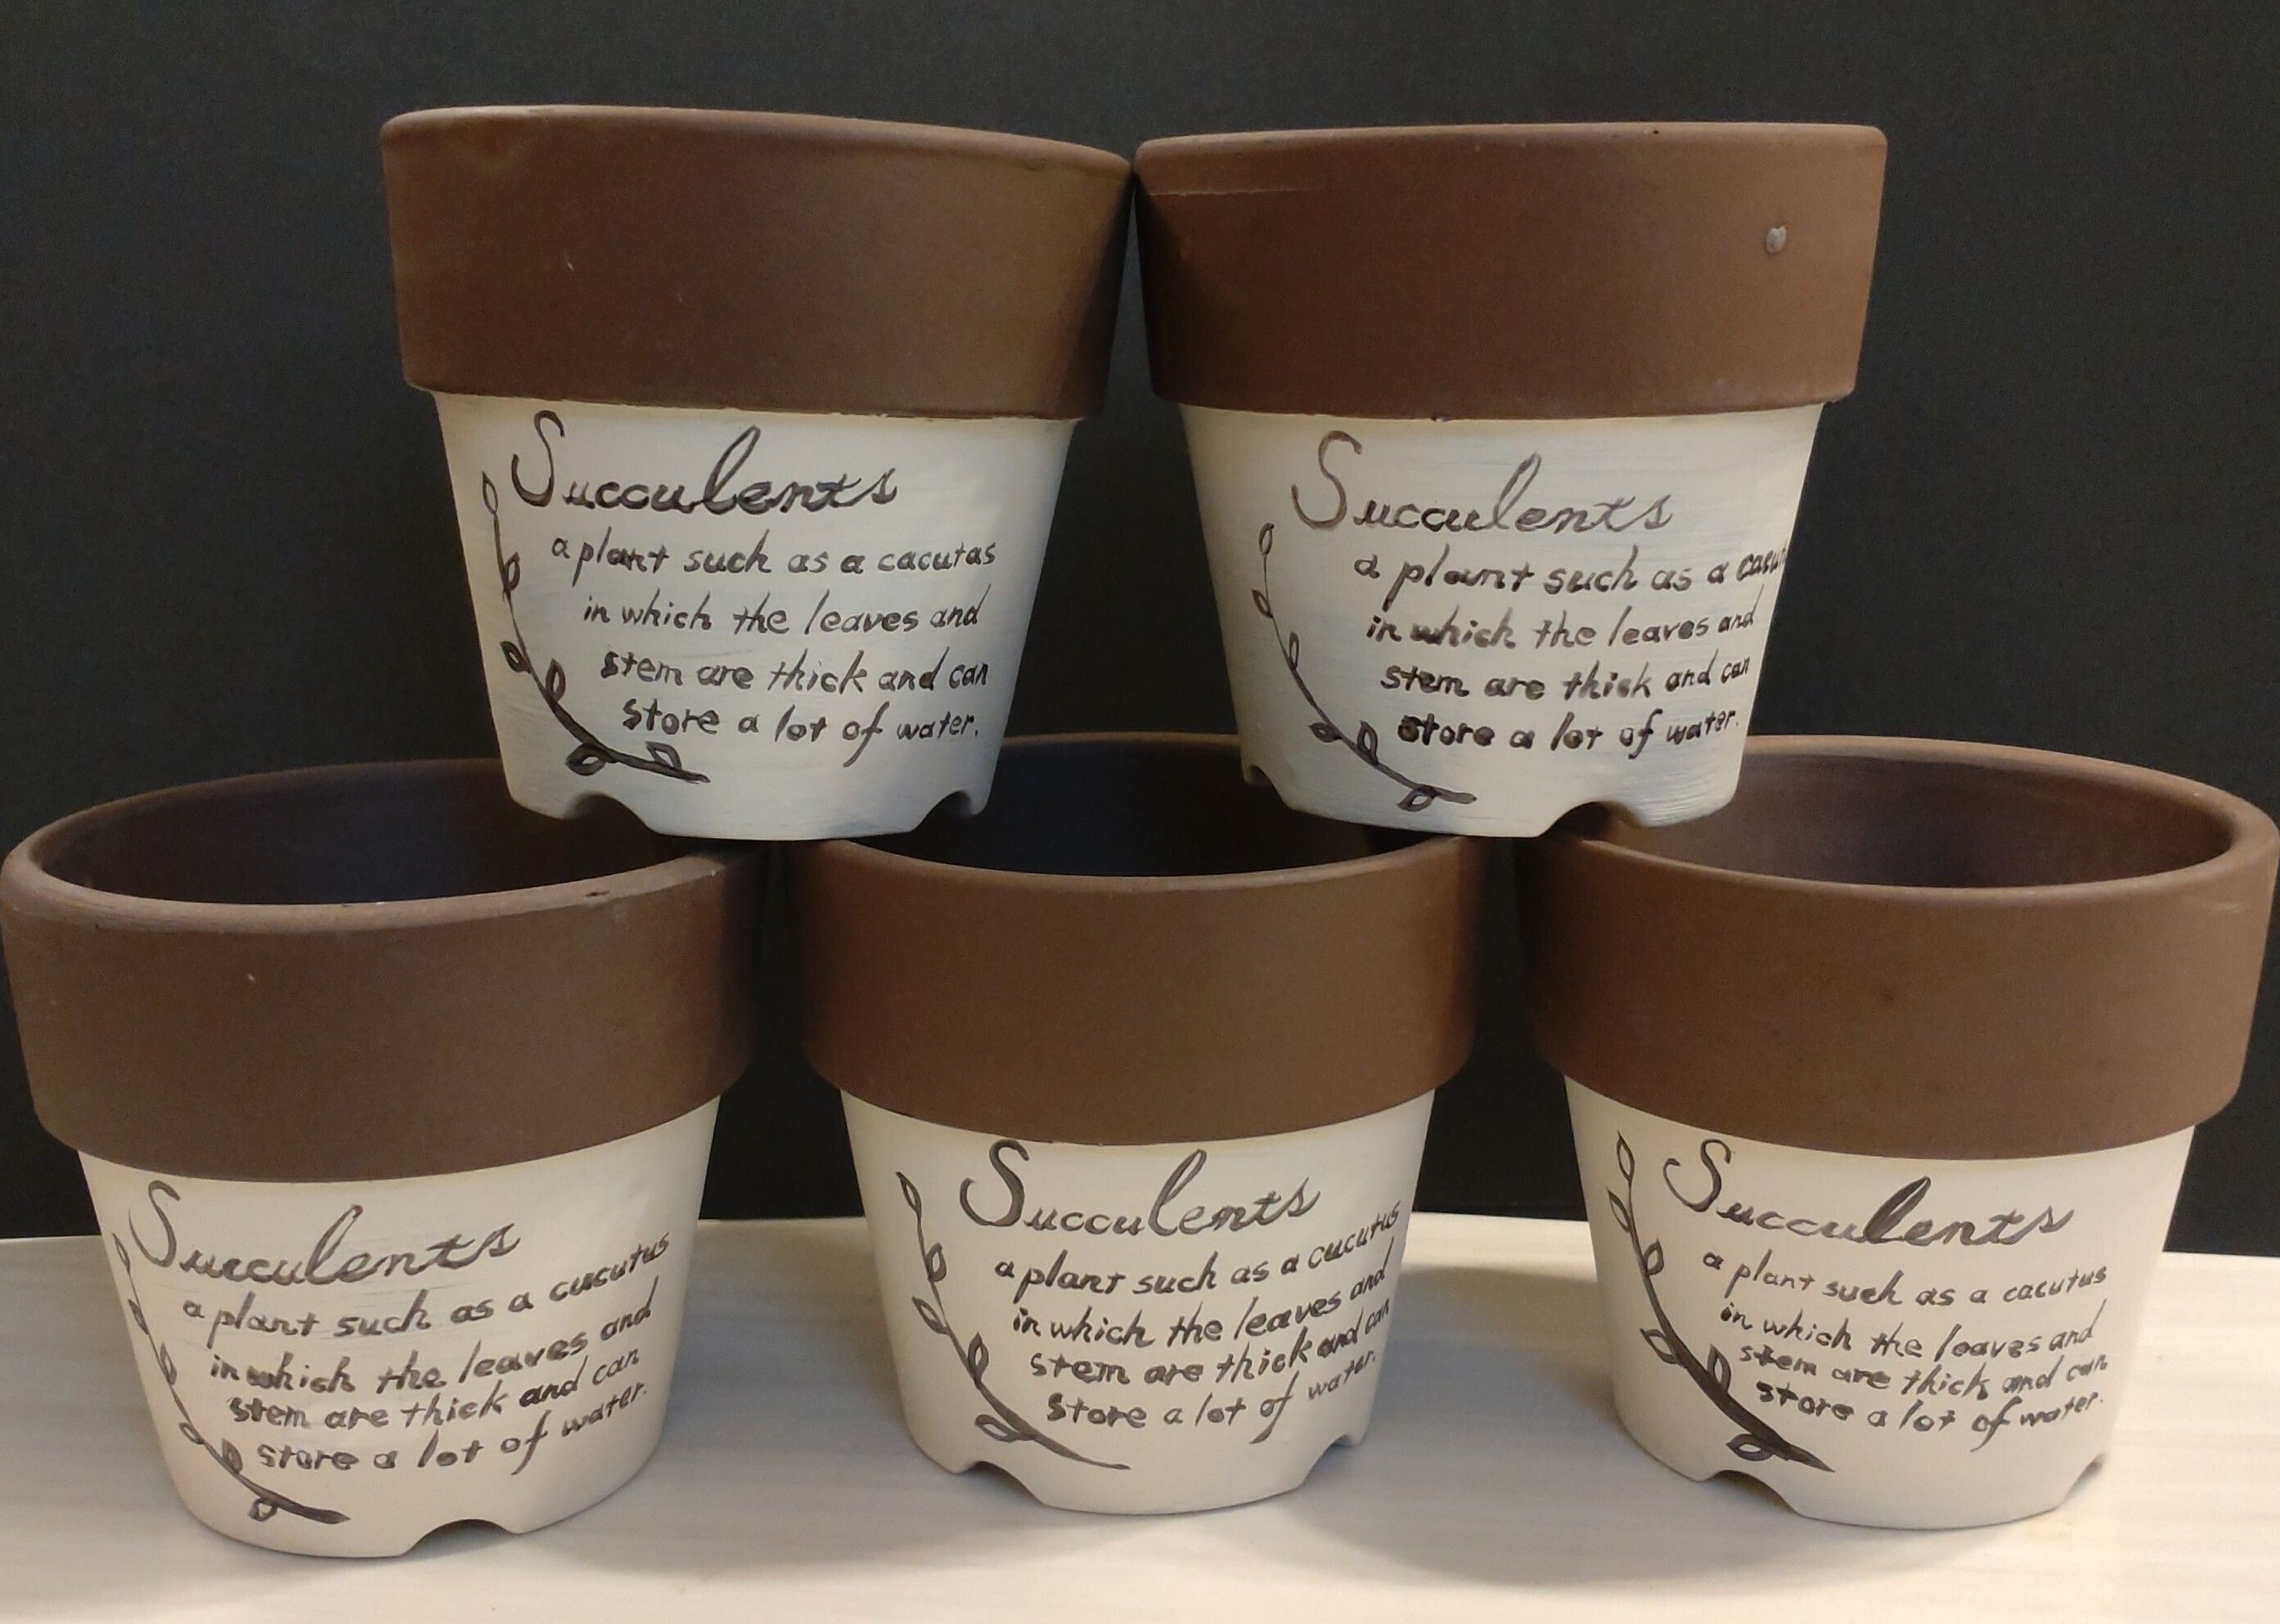 Succulents
a plant such as a cacutas
in which the leaves and
stem are thick and can
store a lot of water.
Succulents
a plant such as a cacut
in which the leaves and
stem are thick and can
store a lot of water.
Succulents
a plant such as a cucutus
in which the leaves and
stem are thick and can
store a lot of water.
Succulents
a plant such as a cucutus
in which the leaves and
stem are thick and can
store a lot of water.
Succulents
a plant such as a cacutus
in which the leaves and
stem are thick and can
store a lot of water.